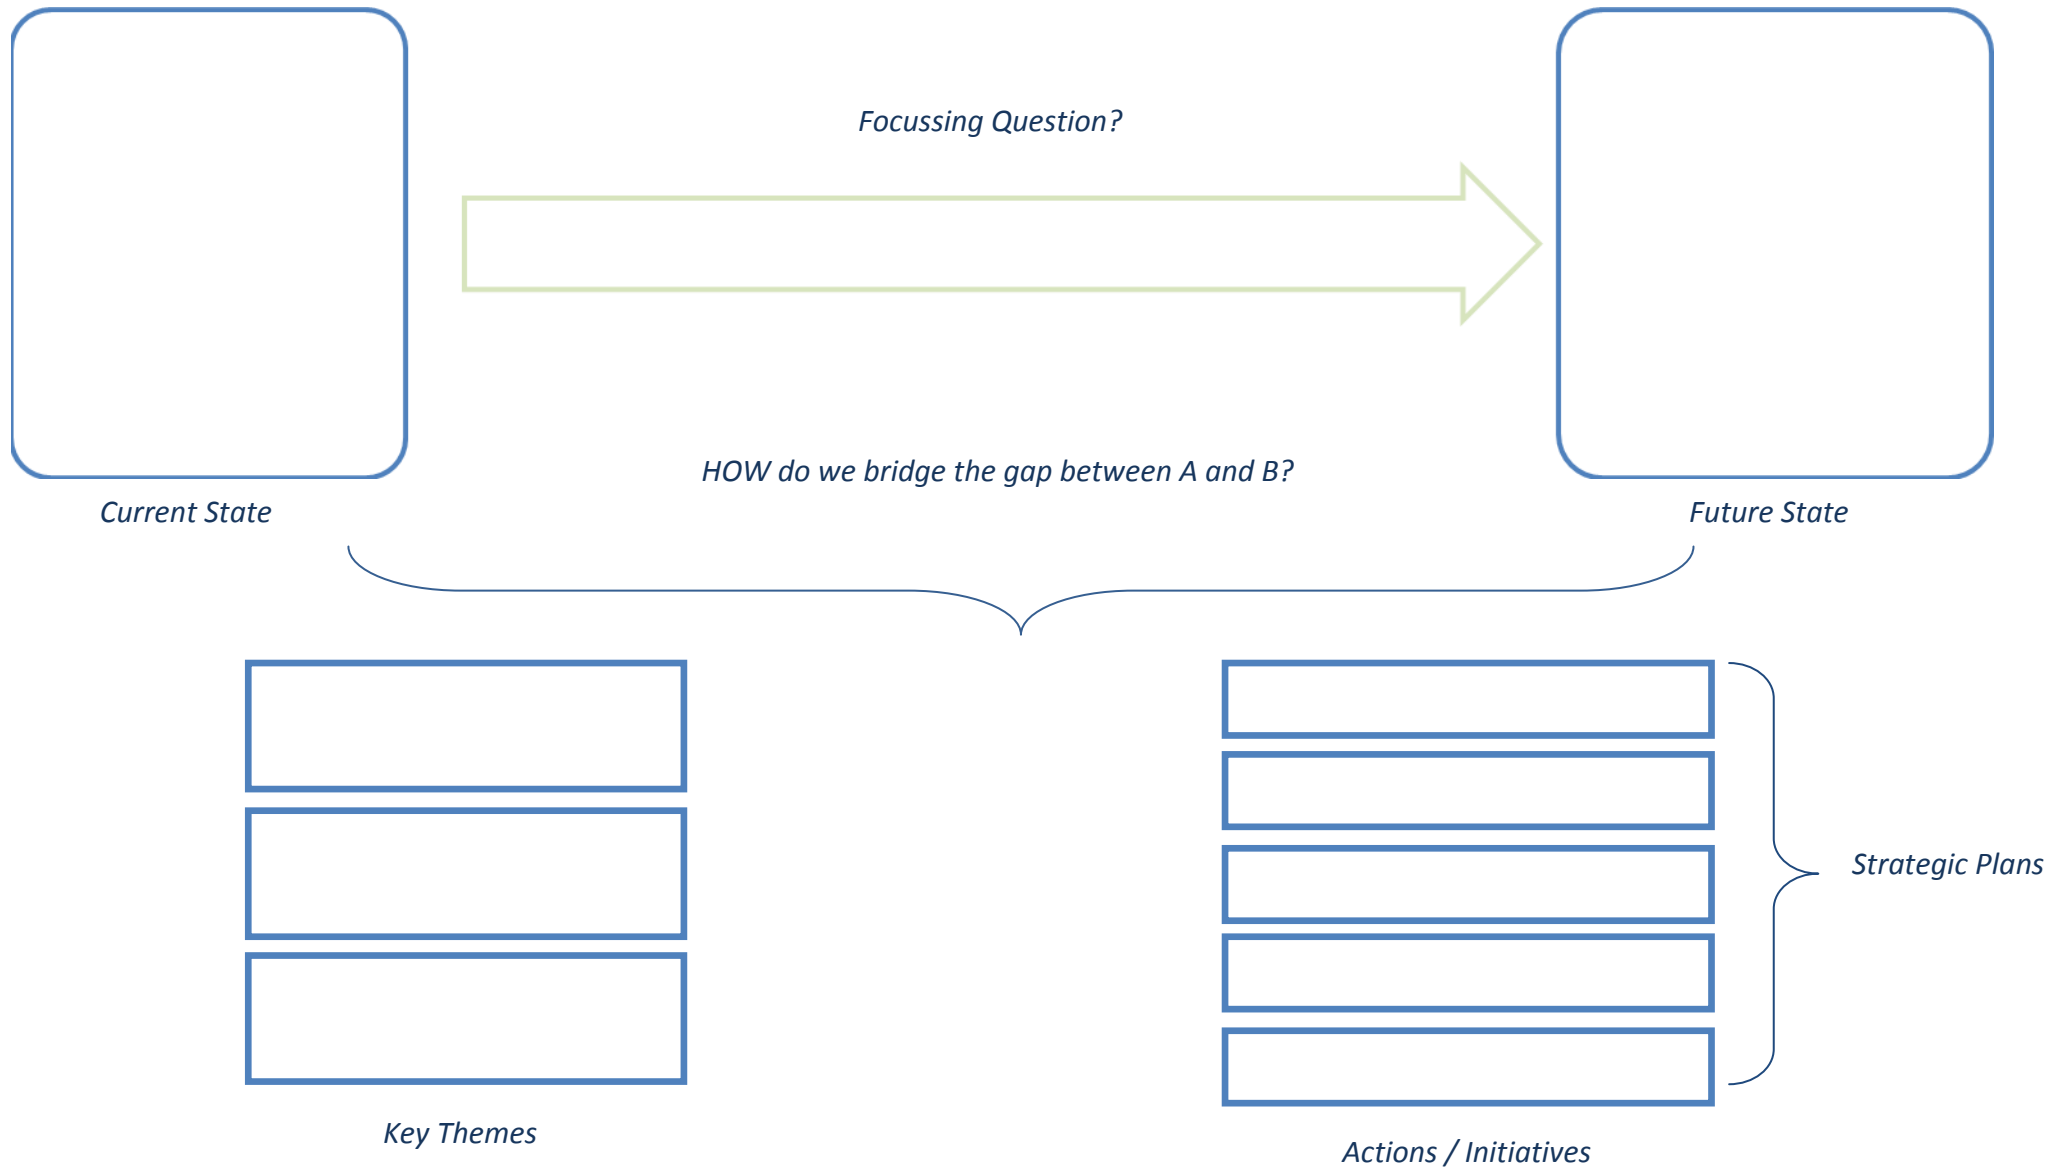 Focussing Question?
HOW do we bridge the gap between A and B?
Current State
Future State
Strategic Plans
Key Themes
Actions / Initiatives